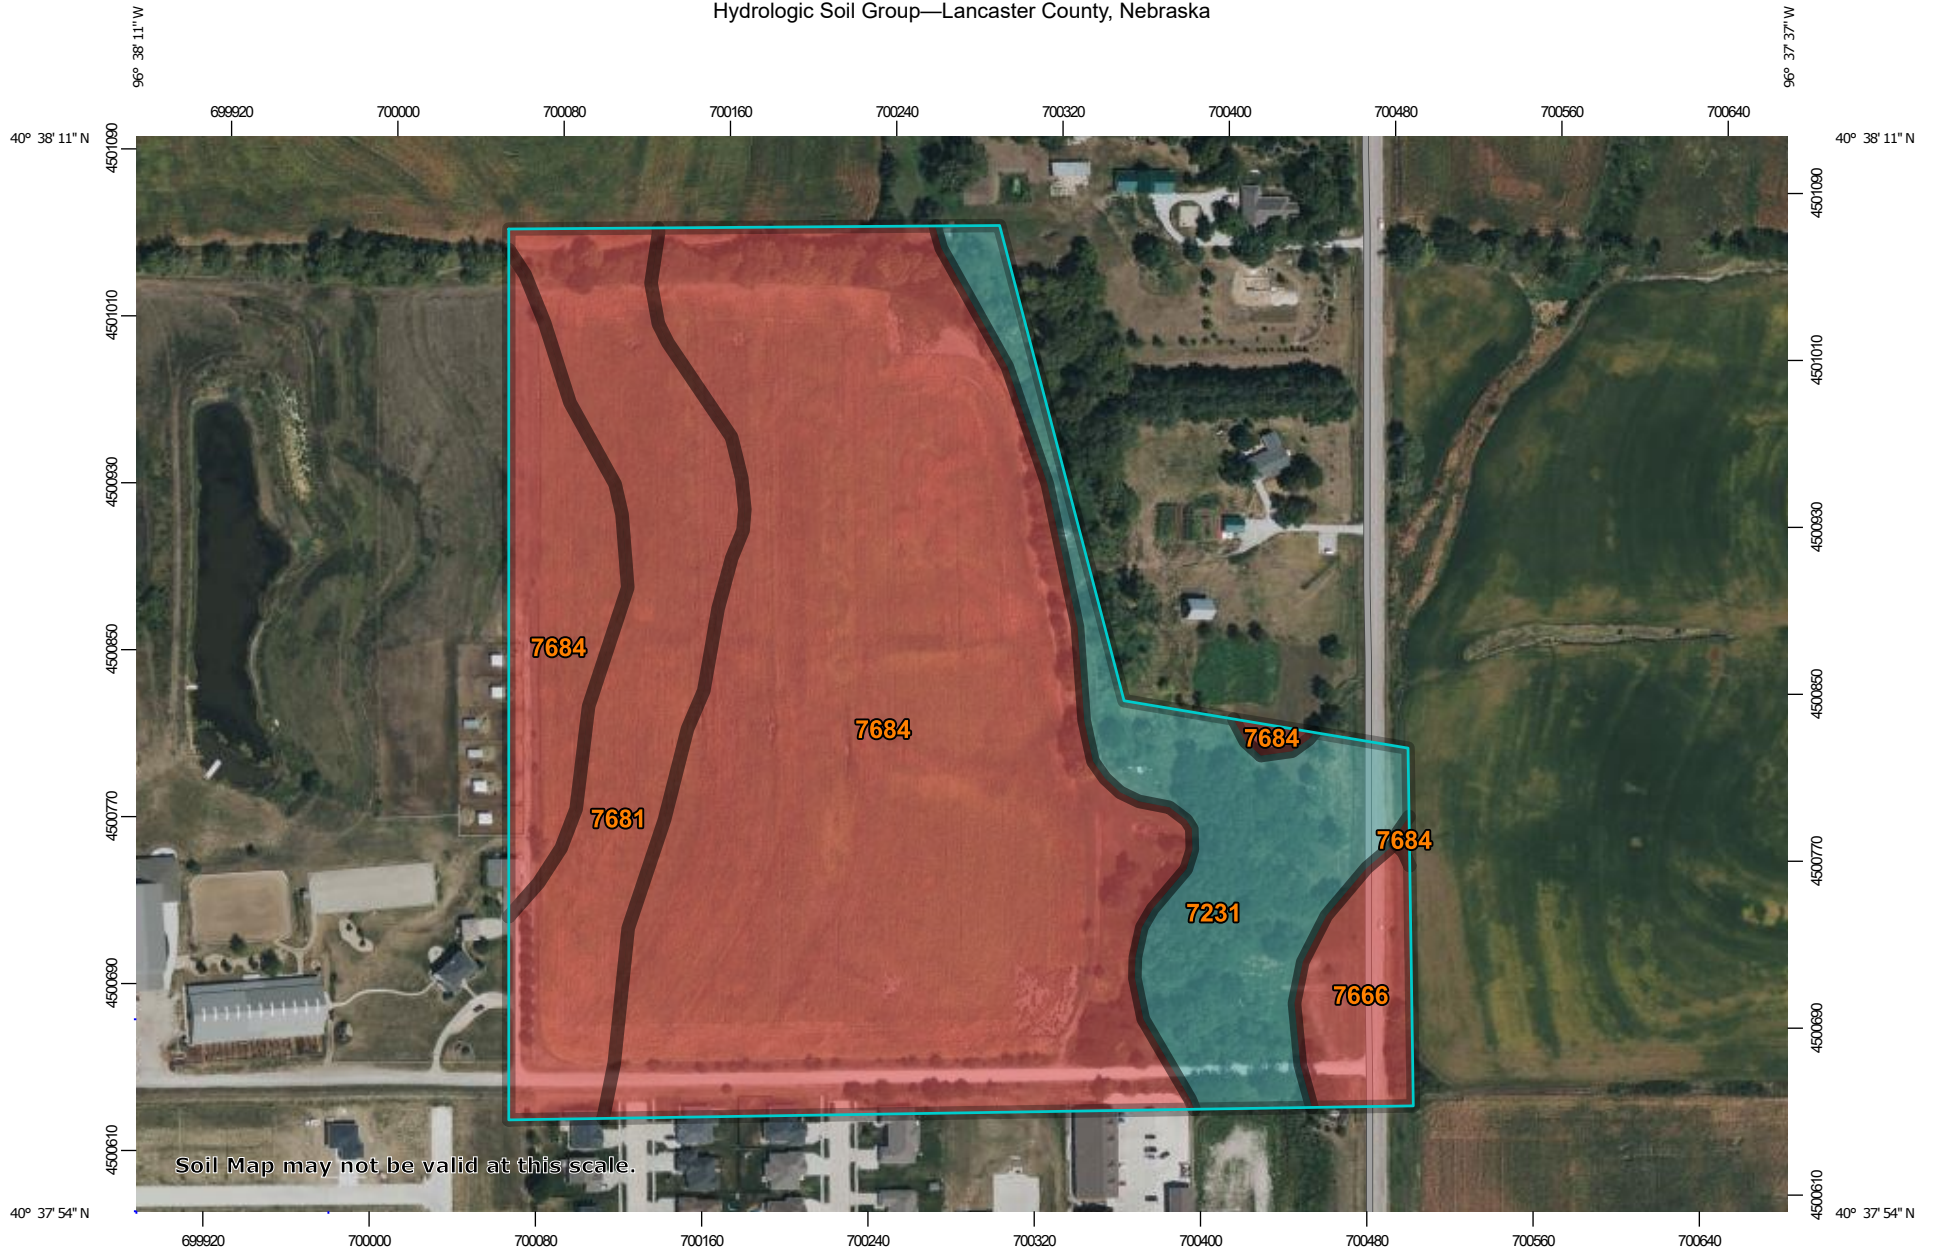 Hydrologic Soil Group—Lancaster County, Nebraska
96° 38' 11" W
96° 37' 37" W
699920 700000 700080 700160 700240 700320 700400 700480 700560 700640
40° 38' 11" N
40° 38' 11" N
4501090
4501090
4501010
4501010
4500930
4500930
4500850
4500850
4500770
4500770
4500690
4500690
4500610
4500610
7684
7684
7684
7681
7684
7231
7666
Soil Map may not be valid at this scale.
40° 37' 54" N
40° 37' 54" N
699920 700000 700080 700160 700240 700320 700400 700480 700560 700640